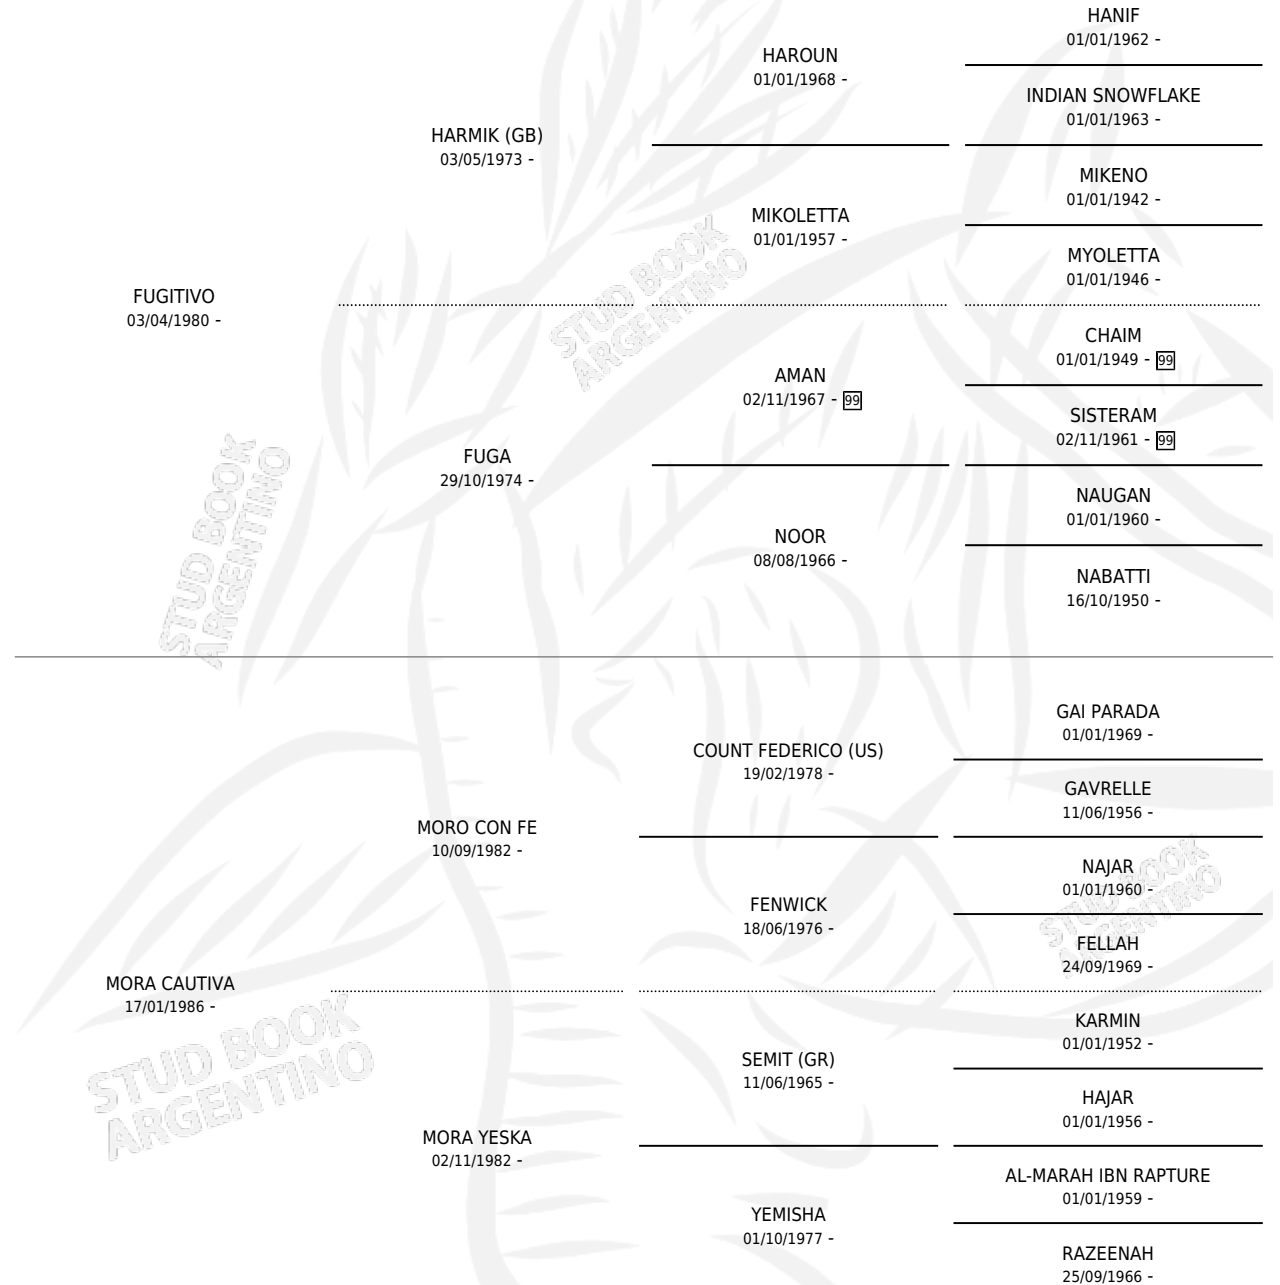 HANIF
01/01/1962 -
HAROUN
01/01/1968 -
INDIAN SNOWFLAKE
01/01/1963 -
HARMIK (GB)
03/05/1973 -
MIKENO
01/01/1942 -
MIKOLETTA
01/01/1957 -
MYOLETTA
01/01/1946 -
STUD BOOK
ARGENTINO
FUGITIVO
03/04/1980 -
CHAIM
01/01/1949 - 99
AMAN
02/11/1967 - 99
SISTERAM
02/11/1961 - 99
FUGA
29/10/1974 -
NAUGAN
01/01/1960 -
NOOR
08/08/1966 -
NABATTI
16/10/1950 -
STUD BOOK
ARGENTINO
GAI PARADA
01/01/1969 -
COUNT FEDERICO (US)
19/02/1978 -
GAVRELLE
11/06/1956 -
MORO CON FE
10/09/1982 -
NAJAR
01/01/1960 -
FENWICK
18/06/1976 -
STUD BOOK
ARGENTINO
FELLAH
24/09/1969 -
MORA CAUTIVA
17/01/1986 -
KARMIN
01/01/1952 -
SEMIT (GR)
11/06/1965 -
HAJAR
01/01/1956 -
STUD BOOK
ARGENTINO
MORA YESKA
02/11/1982 -
AL-MARAH IBN RAPTURE
01/01/1959 -
YEMISHA
01/10/1977 -
RAZEENAH
25/09/1966 -